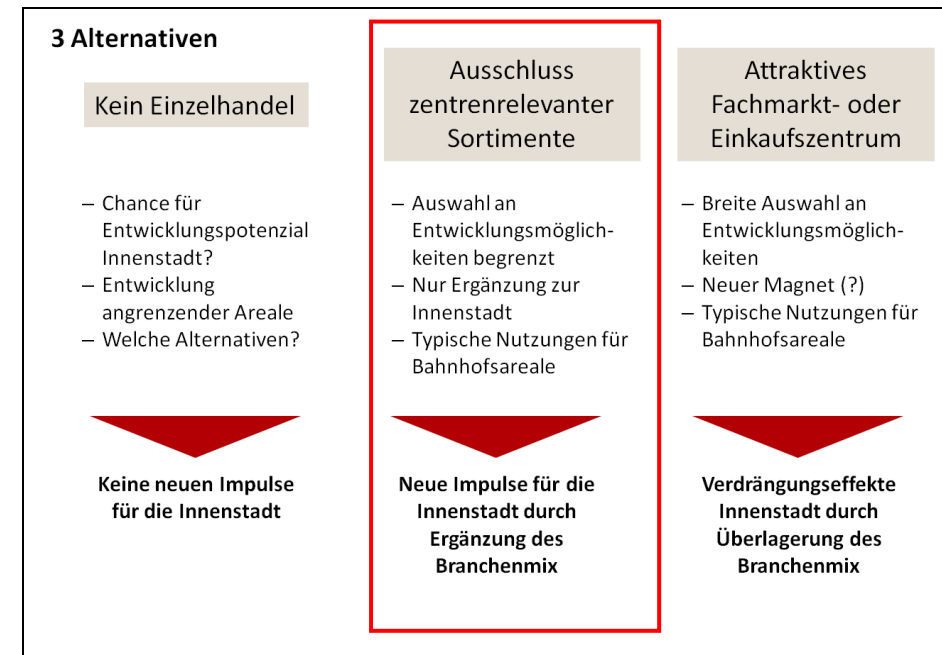 3 Alternativen
Kein Einzelhandel
– Chance für
Entwicklungspotenzial
Innenstadt?
– Entwicklung
angrenzender Areale
– Welche Alternativen?
Keine neuen Impulse
für die Innenstadt
Ausschluss
zentrenrelevanter
Sortimente
– Auswahl an
Entwicklungsmöglich-
keiten begrenzt
– Nur Ergänzung zur
Innenstadt
– Typische Nutzungen für
Bahnhofsareale
Neue Impulse für die
Innenstadt durch
Ergänzung des
Branchenmix
Attraktives
Fachmarkt- oder
Einkaufszentrum
– Breite Auswahl an
Entwicklungsmöglich-
keiten
– Neuer Magnet (?)
– Typische Nutzungen für
Bahnhofsareale
Verdrängungseffekte
Innenstadt durch
Überlagerung des
Branchenmix